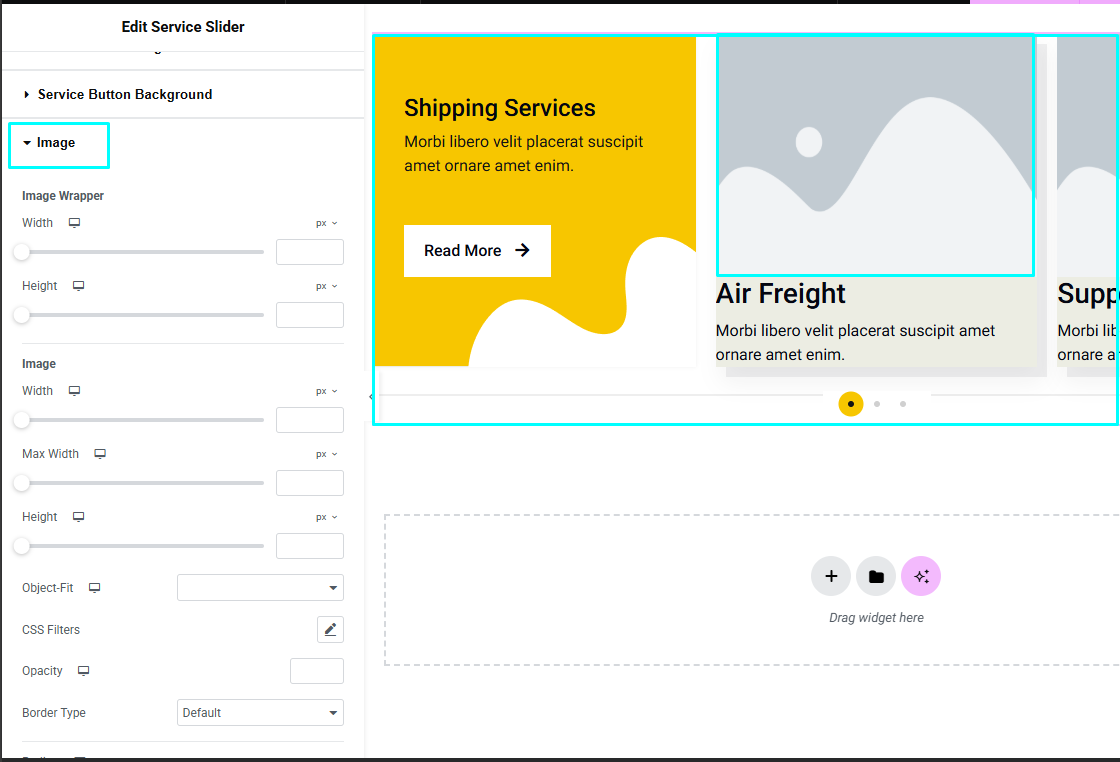 Edit Service Slider
Service Button Background
Image
Image Wrapper
Width
px
Height
px
Image
Width
px
Max Width
px
Height
px
Object-Fit
CSS Filters
Opacity
Border Type
Default
Shipping Services
Morbi libero velit placerat suscipit
amet ornare amet enim.
Read More
Air Freight
Morbi libero velit placerat suscipit amet
ornare amet enim.
Supp
Morbi lib
ornare a
Drag widget here